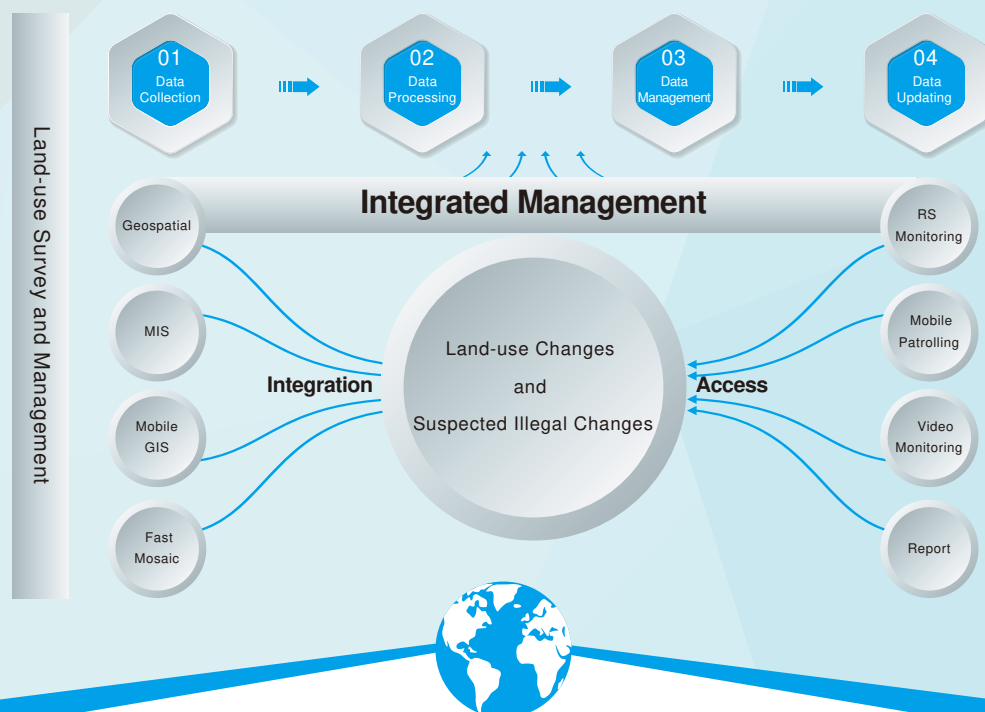 Land-use Survey and Management
01
Data
Collection
02
Data
Processing
03
Data
Management
04
Data
Updating
Integrated Management
Geospatial
MIS
Mobile
GIS
Fast
Mosaic
Integration
Land-use Changes
and
Suspected Illegal Changes
Access
RS
Monitoring
Mobile
Patrolling
Video
Monitoring
Report